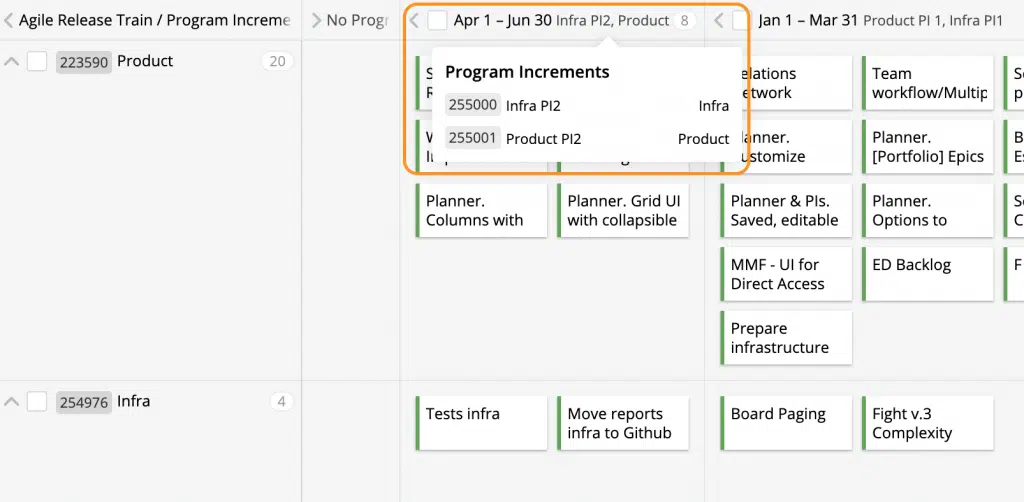 Agile Release Train / Program Increme
No Progr
Apr 1 – Jun 30 Infra PI2, Product 8
Jan 1 – Mar 31 Product PI 1, Infra PI1
223590 Product 20
Program Increments
255000 Infra PI2 Infra
255001 Product PI2 Product
elations
etwork
Team
workflow/Multip
anner.
ustomize
Planner.
[Portfolio] Epics
Planner.
Columns with
Planner. Grid UI
with collapsible
Planner & PIs.
Saved, editable
Planner.
Options to
MMF - UI for
Direct Access
ED Backlog
F
Prepare
infrastructure
254976 Infra 4
Tests infra
Move reports
infra to Github
Board Paging
Fight v.3
Complexity